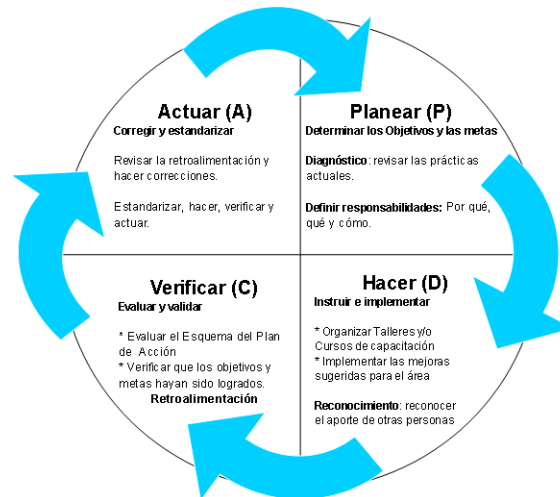 Actuar (A)
Corregir y estandarizar
Revisar la retroalimentación y
hacer correcciones.
Estandarizar, hacer, verificar y
actuar.
Planear (P)
Determinar los Objetivos y las metas
Diagnóstico: revisar las prácticas
actuales.
Definir responsabilidades: Por qué,
qué y cómo.
Verificar (C)
Evaluar y validar
* Evaluar el Esquema del Plan
de Acción
* Verificar que los objetivos y
metas hayan sido logrados.
Retroalimentación
Hacer (D)
Instruir e implementar
* Organizar Talleres y/o
Cursos de capacitación
* Implementar las mejoras
sugeridas para el área
Reconocimiento: reconocer
el aporte de otras personas